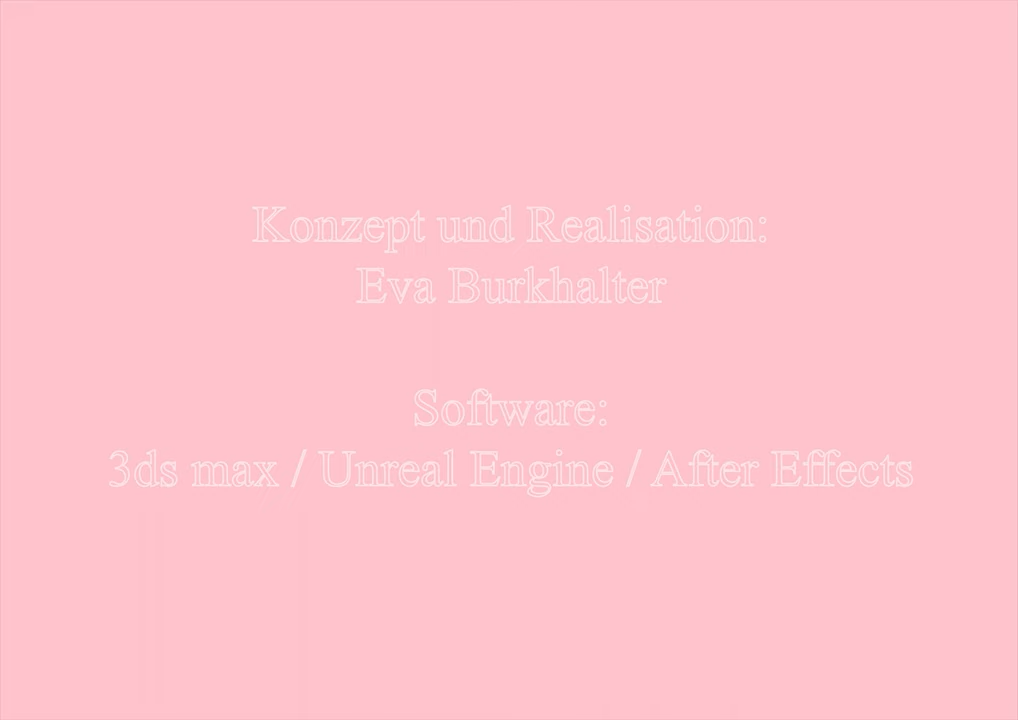 Konzept und Realisation:
Eva Burkhalter
Software:
3ds max / Unreal Engine / After Effects